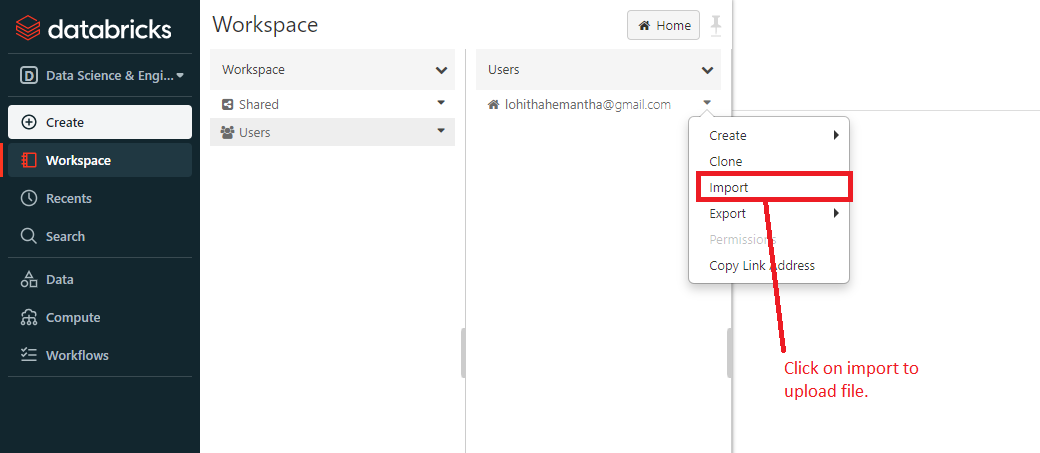 databricks
Data Science & Engi...
Create
Workspace
Recents
Search
Data
Compute
Workflows
Workspace
Home
Workspace
Shared
Users
Users
lohithahemantha@gmail.com
Create
Clone
Import
Export
Permissions
Copy Link Address
Click on import to
upload file.